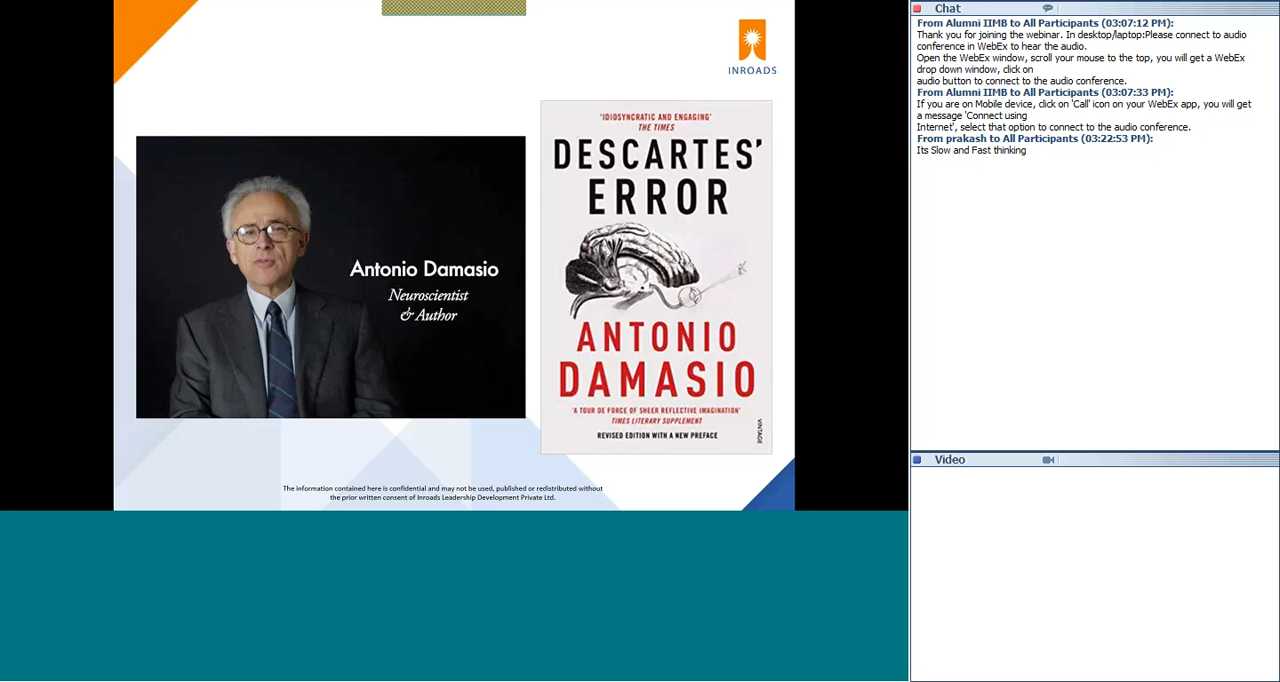 INROADS
Antonio Damasio
Neuroscientist
& Author
'IDIOSYNCRATIC AND ENGAGING'
THE TIMES
DESCARTES'
ERROR
ANTONIO
DAMASIO
'A TOUR DE FORCE OF SHEER REFLECTIVE IMAGINATION'
TIMES LITERARY SUPPLEMENT
REVISED EDITION WITH A NEW PREFACE
VINTAGE
The information contained here is confidential and may not be used, published or redistributed without
the prior written consent of Inroads Leadership Development Private Ltd.
Chat
From Alumni IIMB to All Participants (03:07:12 PM):
Thank you for joining the webinar. In desktop/laptop:Please connect to audio
conference in WebEx to hear the audio.
Open the WebEx window, scroll your mouse to the top, you will get a WebEx
drop down window, click on
audio button to connect to the audio conference.
From Alumni IIMB to All Participants (03:07:33 PM):
If you are on Mobile device, click on 'Call' icon on your WebEx app, you will get
a message 'Connect using
Internet', select that option to connect to the audio conference.
From prakash to All Participants (03:22:53 PM):
Its Slow and Fast thinking
Video